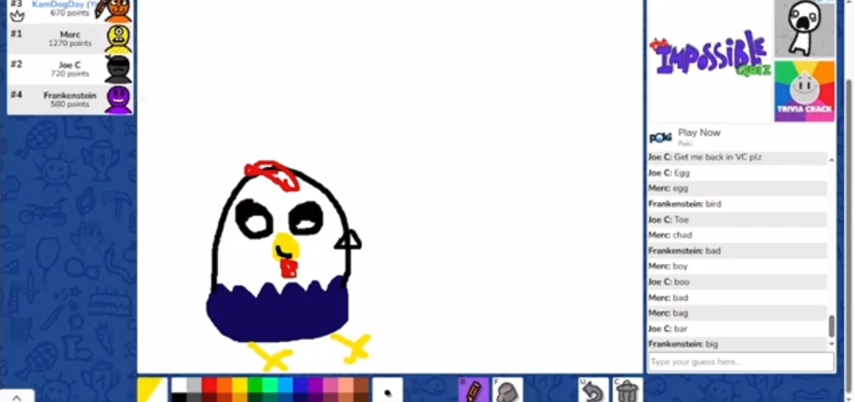 #3
KamDogDay (Yo
670 points
#1
Merc
1270 points
#2
Joe C
720 points
#4
Frankenstein
580 points
the
IMPOSSIBLE
QUIZ
TRIVIA CRACK
poki
Play Now
Poki
Joe C: Get me back in VC plz
Joe C: Egg
Merc: egg
Frankenstein: bird
Joe C: Toe
Merc: chad
Frankenstein: bad
Merc: boy
Joe C: boo
Merc: bad
Merc: bag
Joe C: bar
Frankenstein: big
Type your guess here...
B
F
U
C